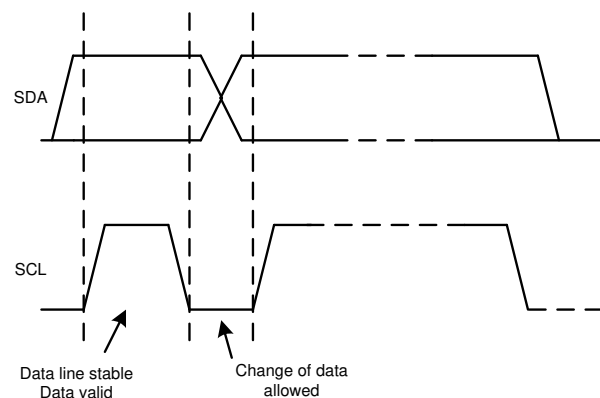 SDA
SCL
Data line stable
Data valid
Change of data
allowed